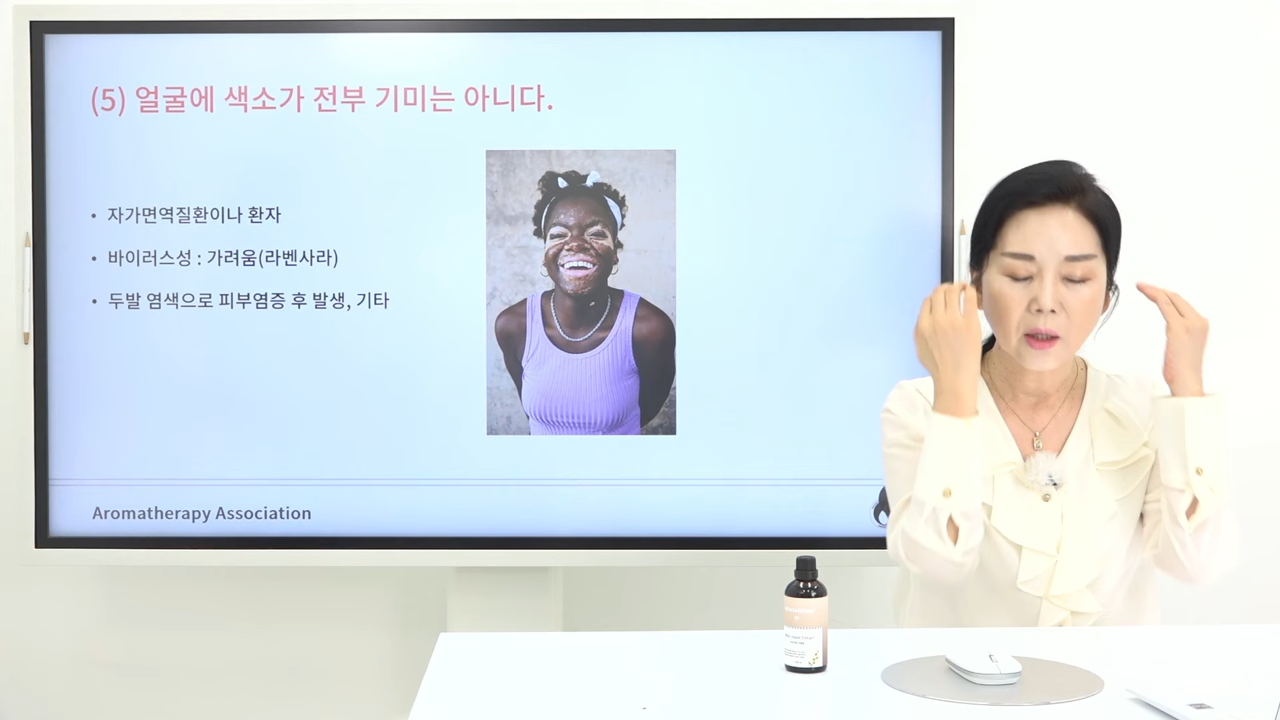 (5) 얼굴에 색소가 전부 기미는 아니다.
• 자가면역질환이나 환자
• 바이러스성 : 가려움(라벤사라)
• 두발 염색으로 피부염증 후 발생, 기타
Aromatherapy Association